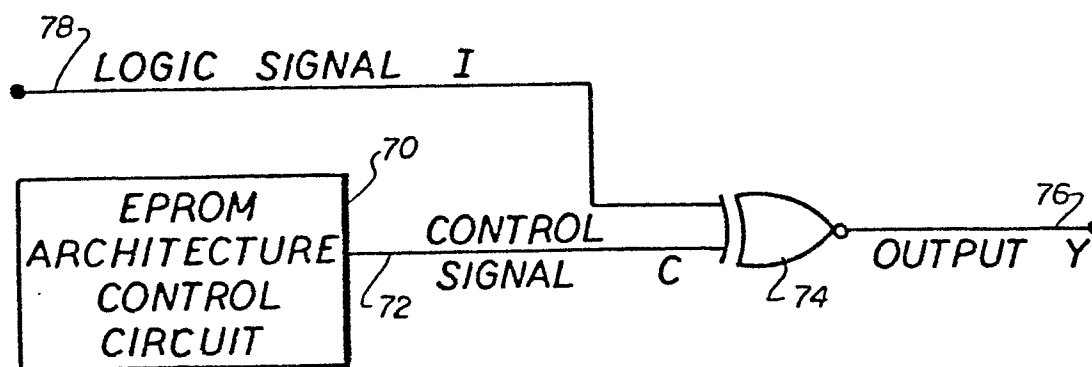 78
LOGIC SIGNAL I
70
EPROM
ARCHITECTURE
CONTROL
CIRCUIT
CONTROL
SIGNAL C
72
74
76
OUTPUT Y